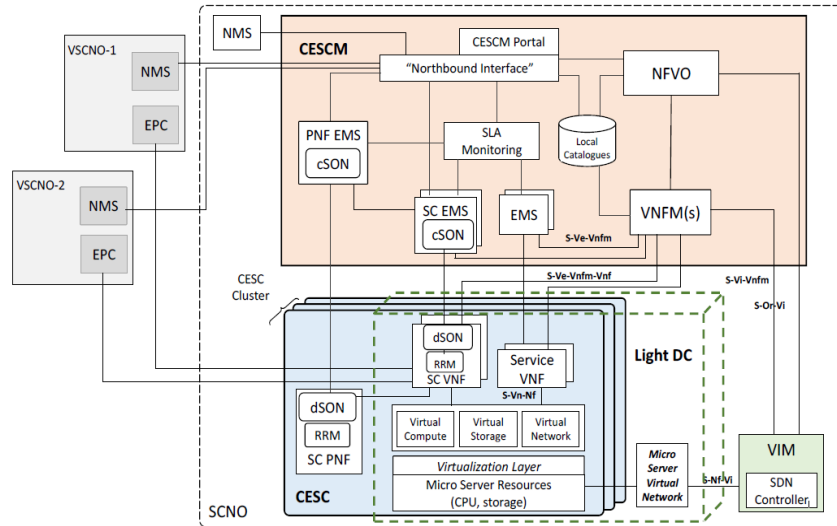 VSCNO-1
NMS
EPC
VSCNO-2
NMS
EPC
NMS
CESCM
CESCM Portal
“Northbound Interface”
NFVO
PNF EMS
cSON
SLA
Monitoring
Local
Catalogues
SC EMS
cSON
EMS
VNFM(s)
S-Ve-Vnfm
S-Ve-Vnfm-Vnf
S-Vi-Vnfm
S-Or-Vi
CESC
Cluster
dSON
RRM
SC VNF
Service
VNF
Light DC
S-Vn-Nf
dSON
RRM
SC PNF
Virtual
Compute
Virtual
Storage
Virtual
Network
Virtualization Layer
Micro Server Resources
(CPU, storage)
CESC
Micro
Server
Virtual
Network
S-Nf-Vi
VIM
SDN
Controller
SCNO